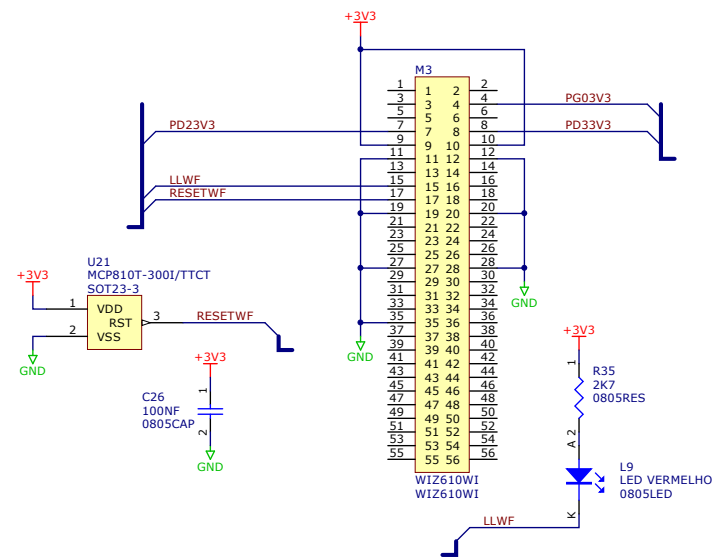 +3V3
M3
1 1 2 2
3 3 4 4 PG03V3
5 5 6 6
PD23V3 7 7 8 8 PD33V3
9 9 10 10
11 11 12 12
13 13 14 14
LLWF 15 15 16 16
RESETWF 17 17 18 18
19 19 20 20
21 21 22 22
23 23 24 24
25 25 26 26
27 27 28 28
29 29 30 30
31 31 32 32
33 33 34 34
35 35 36 36
37 37 38 38
39 39 40 40
41 41 42 42
43 43 44 44
45 45 46 46
47 47 48 48
49 49 50 50
51 51 52 52
53 53 54 54
55 55 56 56
WIZ610WI
WIZ610WI
GND
GND
U21
MCP810T-300I/TTCT
SOT23-3
+3V3
1 VDD
RST 3 RESETWF
2 VSS
GND
+3V3
1
C26
100NF
0805CAP
2
GND
+3V3
1
R35
2K7
0805RES
2
A
L9
LED VERMELHO
0805LED
K
LLWF